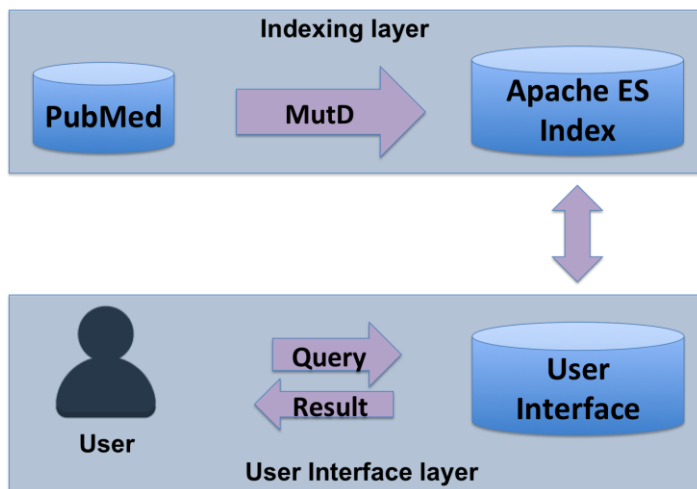 Indexing layer
PubMed
MutD
Apache ES
Index
User
Query
Result
User
Interface
User Interface layer